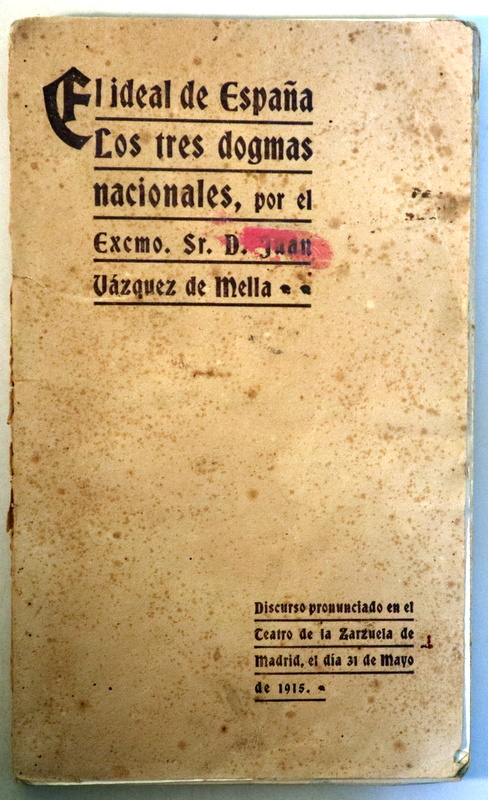 El ideal de España
Los tres dogmas
nacionales, por el
Excmo. Sr. D. Juan
Vázquez de Mella
Discurso pronunciado en el
Teatro de la Zarzuela de
Madrid, el día 31 de Mayo
de 1915.